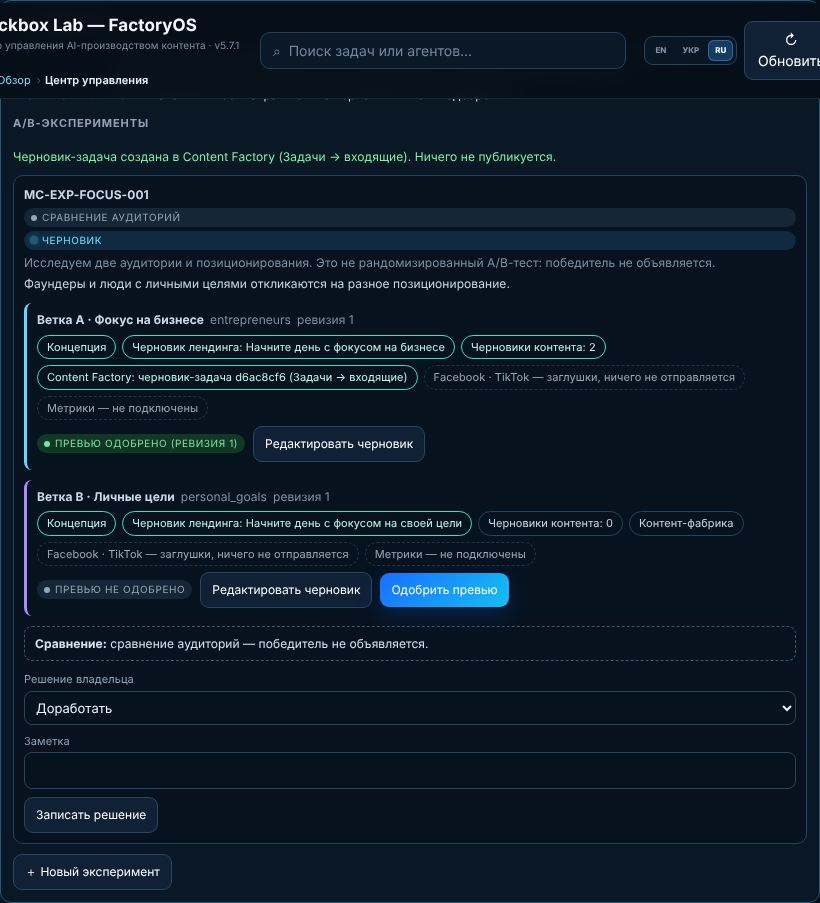 ckbox Lab — FactoryOS
управления AI-производством контента · v5.7.1
Поиск задач или агентов...
EN УКР RU
Обновить
Обзор › Центр управления
A/B-ЭКСПЕРИМЕНТЫ
Черновик-задача создана в Content Factory (Задачи → входящие). Ничего не публикуется.
MC-EXP-FOCUS-001
СРАВНЕНИЕ АУДИТОРИЙ
ЧЕРНОВИК
Исследуем две аудитории и позиционирования. Это не рандомизированный A/B-тест: победитель не объявляется.
Фаундеры и люди с личными целями откликаются на разное позиционирование.
Ветка A · Фокус на бизнесе entrepreneurs ревизия 1
Концепция Черновик лендинга: Начните день с фокусом на бизнесе Черновики контента: 2
Content Factory: черновик-задача d6ac8cf6 (Задачи → входящие) Facebook · TikTok — заглушки, ничего не отправляется
Метрики — не подключены
ПРЕВЬЮ ОДОБРЕНО (РЕВИЗИЯ 1) Редактировать черновик
Ветка B · Личные цели personal_goals ревизия 1
Концепция Черновик лендинга: Начните день с фокусом на своей цели Черновики контента: 0 Контент-фабрика
Facebook · TikTok — заглушки, ничего не отправляется Метрики — не подключены
ПРЕВЬЮ НЕ ОДОБРЕНО Редактировать черновик Одобрить превью
Сравнение: сравнение аудиторий — победитель не объявляется.
Решение владельца
Доработать
Заметка
Записать решение
+ Новый эксперимент